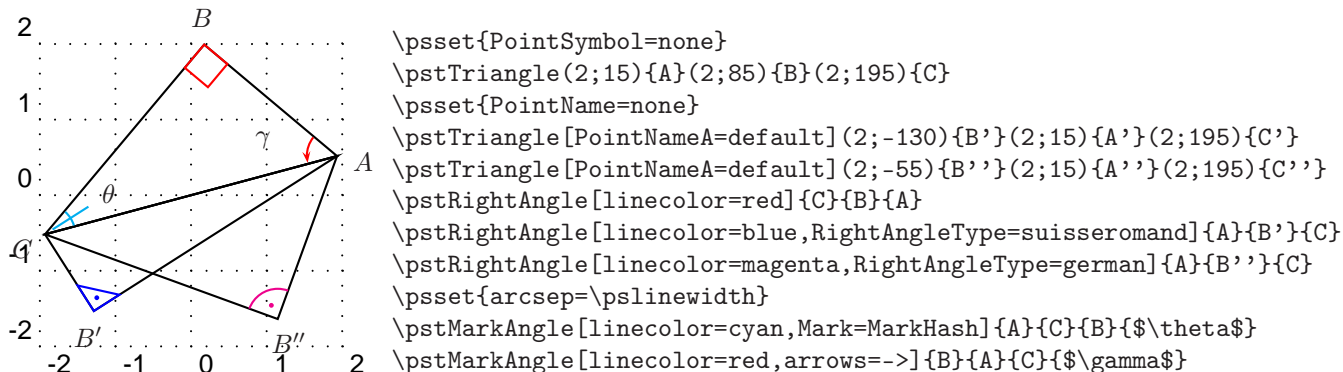 B
2
1
0
-1
-2
γ
A
θ
C
B′
B′′
-2 -1 0 1 2
\psset{PointSymbol=none}
\pstTriangle(2;15){A}(2;85){B}(2;195){C}
\psset{PointName=none}
\pstTriangle[PointNameA=default](2;-130){B’}(2;15){A’}(2;195){C’}
\pstTriangle[PointNameA=default](2;-55){B’’}(2;15){A’’}(2;195){C’’}
\pstRightAngle[linecolor=red]{C}{B}{A}
\pstRightAngle[linecolor=blue,RightAngleType=suisseromand]{A}{B’}{C}
\pstRightAngle[linecolor=magenta,RightAngleType=german]{A}{B’’}{C}
\psset{arcsep=\pslinewidth}
\pstMarkAngle[linecolor=cyan,Mark=MarkHash]{A}{C}{B}{$\theta$}
\pstMarkAngle[linecolor=red,arrows=->]{B}{A}{C}{$\gamma$}